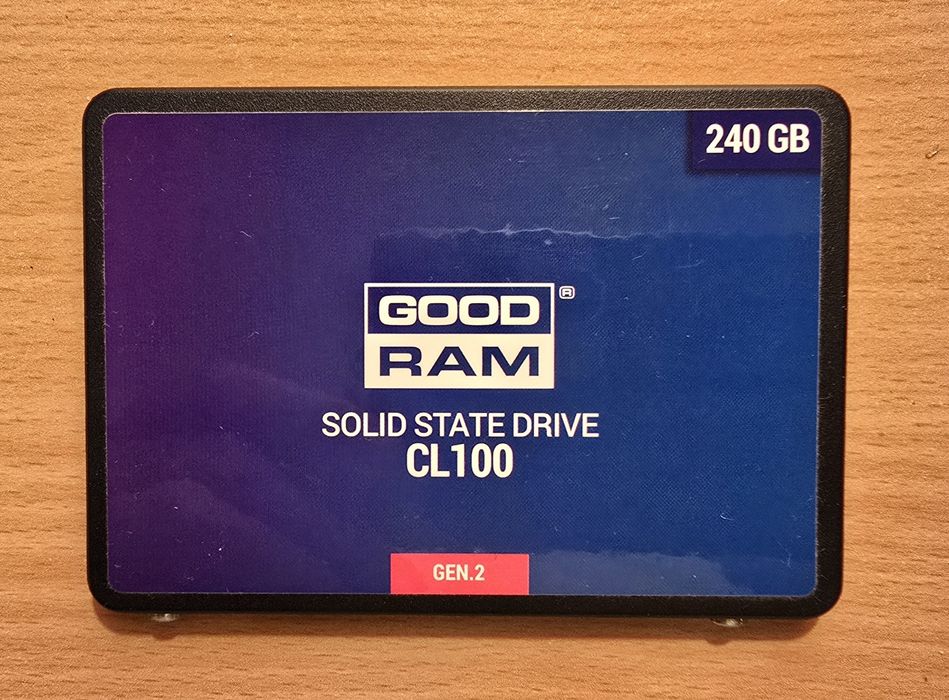 240 GB
GOOD®
RAM
SOLID STATE DRIVE
CL100
GEN.2